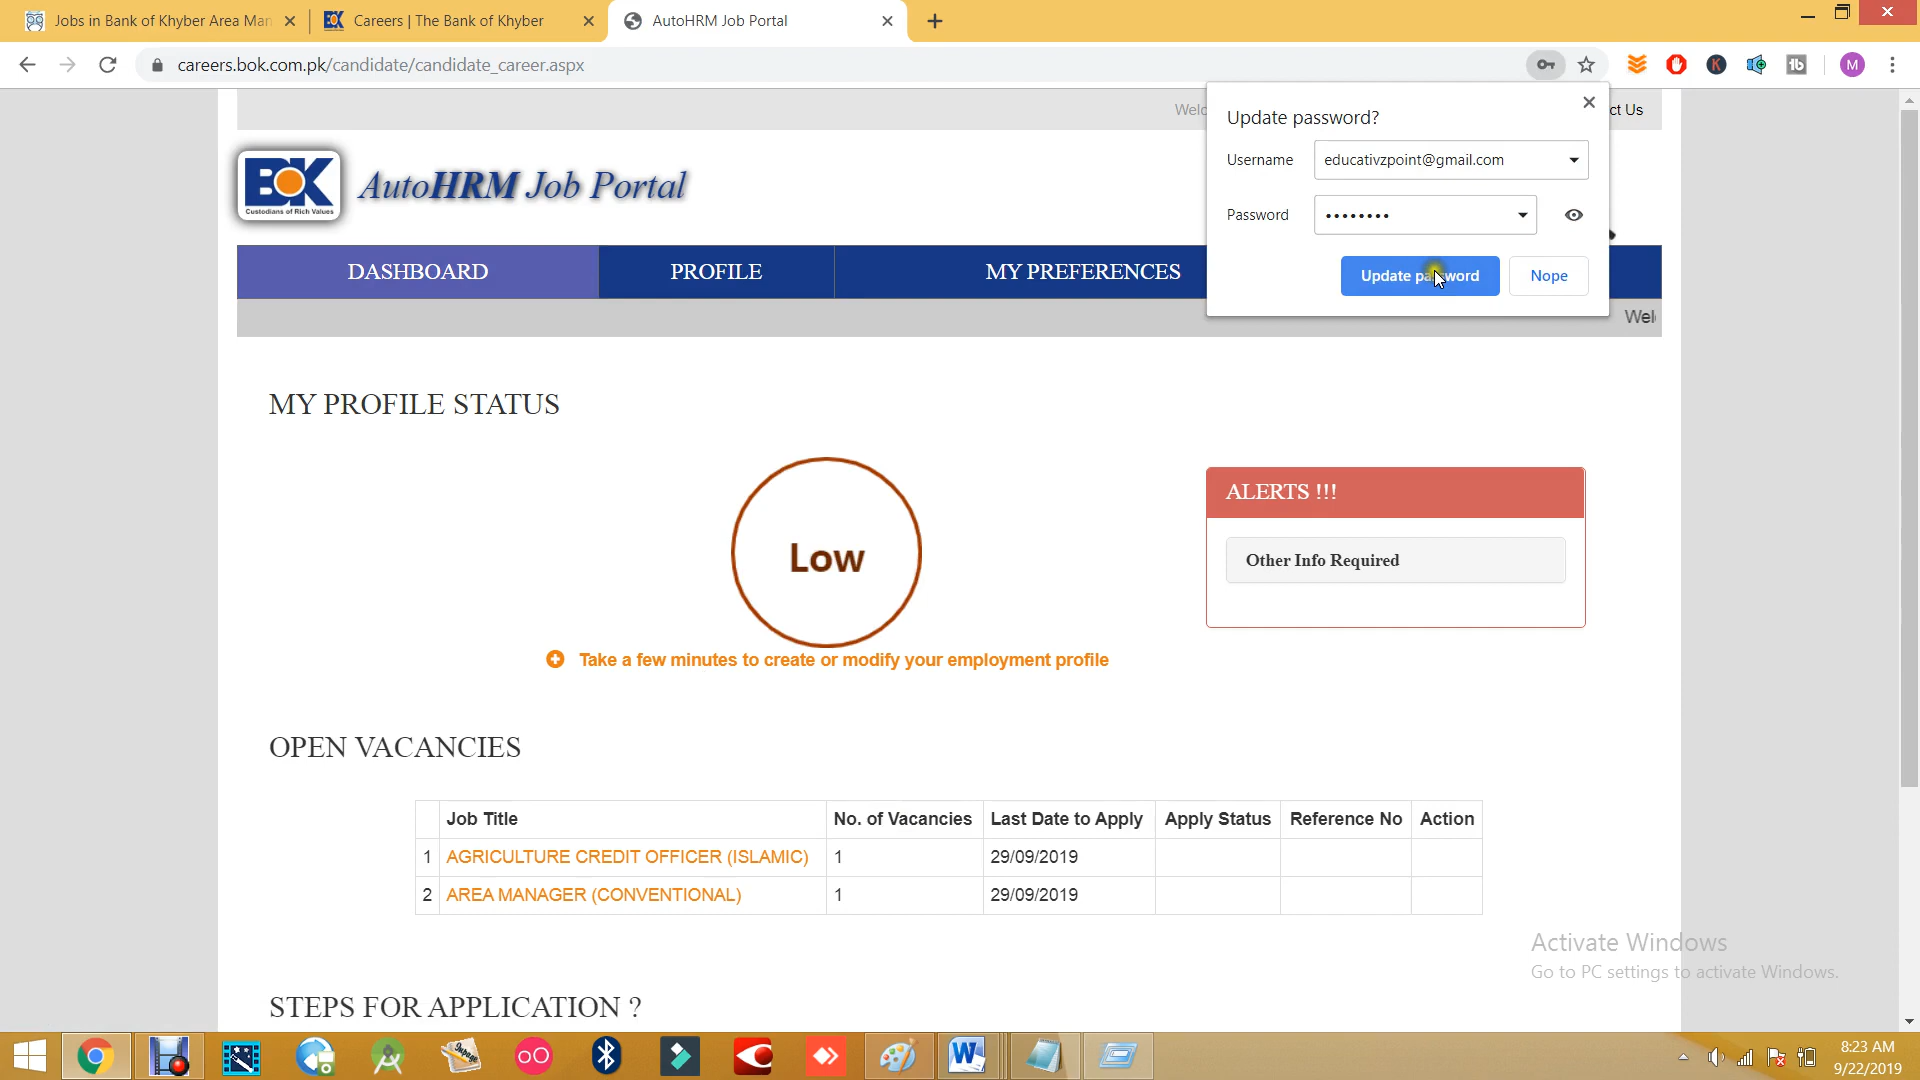 Jobs in Bank of Khyber Area Man
Careers | The Bank of Khyber
AutoHRM Job Portal
careers.bok.com.pk/candidate/candidate_career.aspx
M
Update password?
Username educativzpoint@gmail.com
Password ••••••••
Update password
Nope
ct Us
BOK
Custodians of Rich Values
AutoHRM Job Portal
DASHBOARD PROFILE MY PREFERENCES
MY PROFILE STATUS
Low
Take a few minutes to create or modify your employment profile
ALERTS !!!
Other Info Required
OPEN VACANCIES
Job Title No. of Vacancies Last Date to Apply Apply Status Reference No Action
1 AGRICULTURE CREDIT OFFICER (ISLAMIC) 1 29/09/2019
2 AREA MANAGER (CONVENTIONAL) 1 29/09/2019
Activate Windows
Go to PC settings to activate Windows.
STEPS FOR APPLICATION ?
8:23 AM
9/22/2019